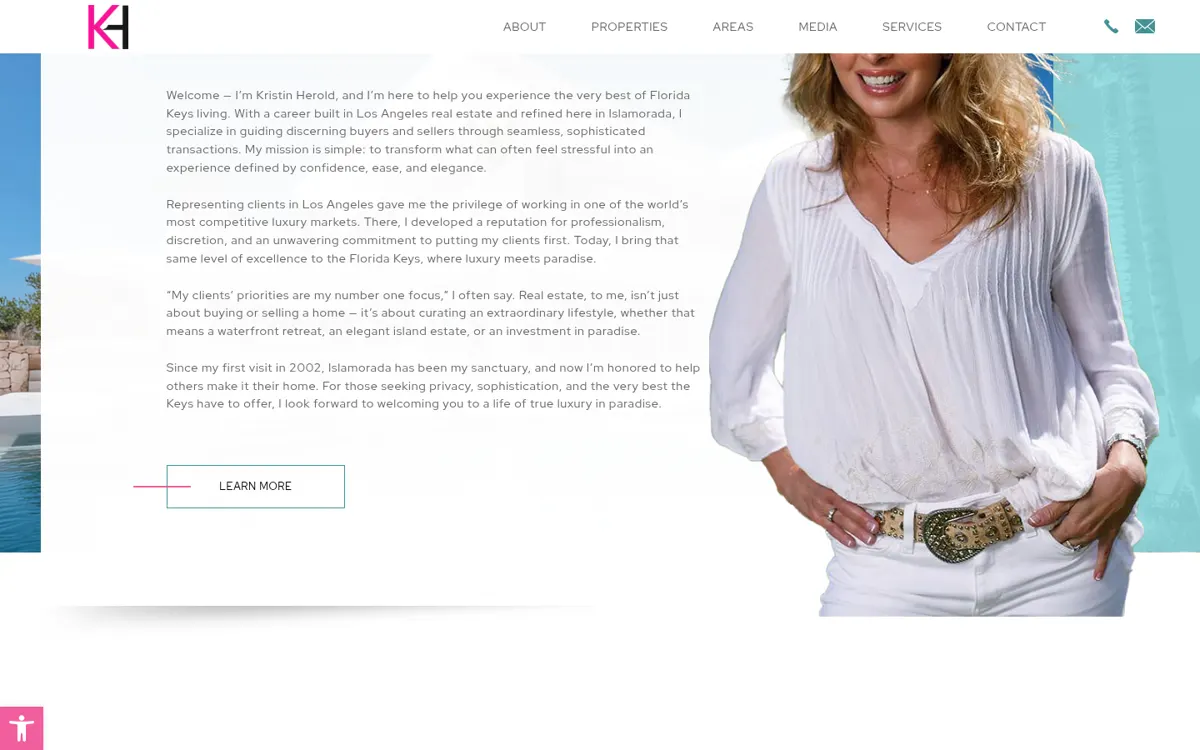 KH
ABOUT PROPERTIES AREAS MEDIA SERVICES CONTACT
Welcome — I’m Kristin Herold, and I’m here to help you experience the very best of Florida
Keys living. With a career built in Los Angeles real estate and refined here in Islamorada, I
specialize in guiding discerning buyers and sellers through seamless, sophisticated
transactions. My mission is simple: to transform what can often feel stressful into an
experience defined by confidence, ease, and elegance.
Representing clients in Los Angeles gave me the privilege of working in one of the world’s
most competitive luxury markets. There, I developed a reputation for professionalism,
discretion, and an unwavering commitment to putting my clients first. Today, I bring that
same level of excellence to the Florida Keys, where luxury meets paradise.
“My clients’ priorities are my number one focus,” I often say. Real estate, to me, isn’t just
about buying or selling a home — it’s about curating an extraordinary lifestyle, whether that
means a waterfront retreat, an elegant island estate, or an investment in paradise.
Since my first visit in 2002, Islamorada has been my sanctuary, and now I’m honored to help
others make it their home. For those seeking privacy, sophistication, and the very best the
Keys have to offer, I look forward to welcoming you to a life of true luxury in paradise.
LEARN MORE